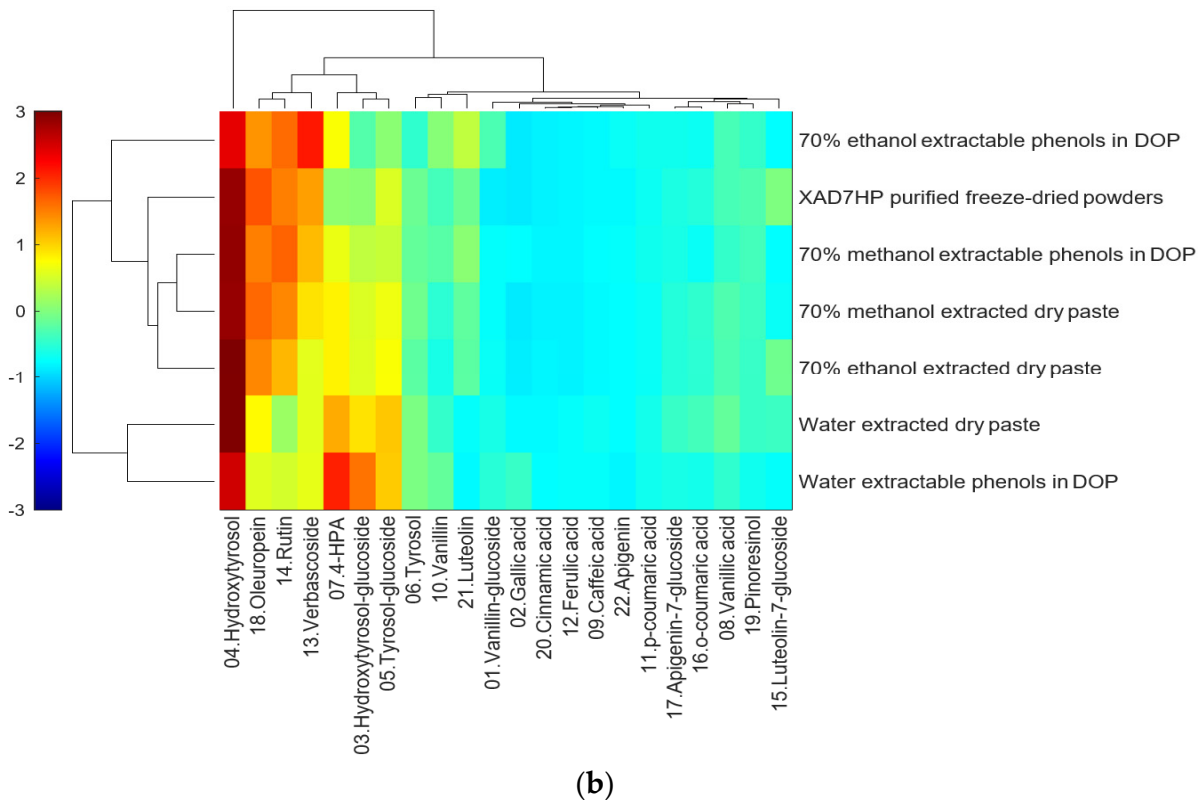 3
2
1
0
-1
-2
-3
70% ethanol extractable phenols in DOP
XAD7HP purified freeze-dried powders
70% methanol extractable phenols in DOP
70% methanol extracted dry paste
70% ethanol extracted dry paste
Water extracted dry paste
Water extractable phenols in DOP
04.Hydroxytyrosol
18.Oleuropein
14.Rutin
13.Verbascoside
07.4-HPA
03.Hydroxytyrosol-glucoside
05.Tyrosol-glucoside
06.Tyrosol
10.Vanillin
21.Luteolin
01.Vanillin-glucoside
02.Gallic acid
20.Cinnamic acid
12.Ferulic acid
09.Caffeic acid
22.Apigenin
11.p-coumaric acid
17.Apigenin-7-glucoside
16.o-coumaric acid
08.Vanillic acid
19.Pinoresinol
15.Luteolin-7-glucoside
(b)